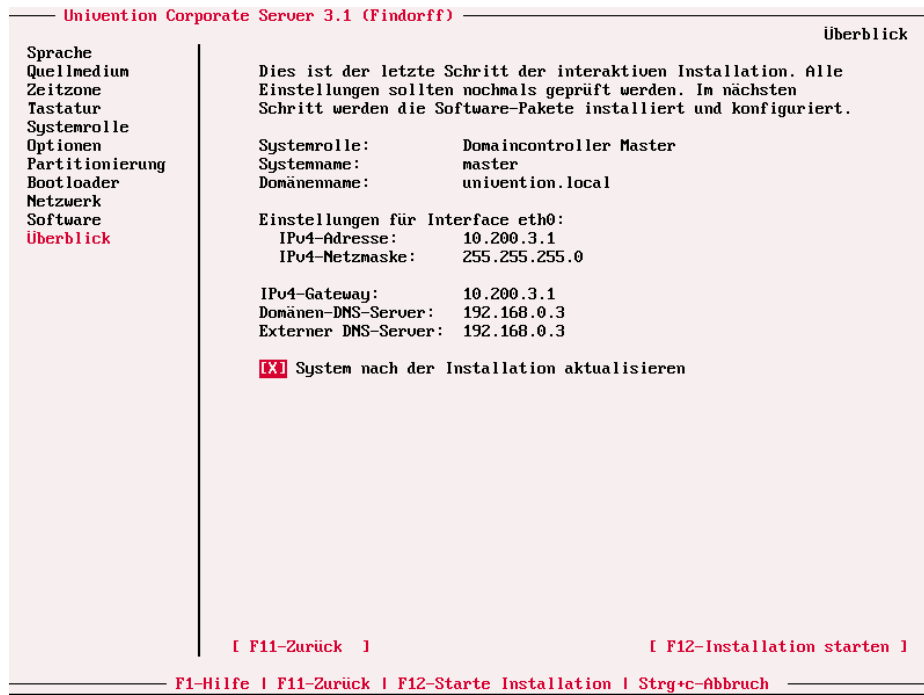 Univention Corporate Server 3.1 (Findorff)
Überblick
Sprache
Quellmedium
Zeitzone
Tastatur
Systemrolle
Optionen
Partitionierung
Bootloader
Netzwerk
Software
Überblick
Dies ist der letzte Schritt der interaktiven Installation. Alle
Einstellungen sollten nochmals geprüft werden. Im nächsten
Schritt werden die Software-Pakete installiert und konfiguriert.
Systemrolle: Domaincontroller Master
Systemname: master
Domänenname: univention.local
Einstellungen für Interface eth0:
IPv4-Adresse: 10.200.3.1
IPv4-Netzmaske: 255.255.255.0
IPv4-Gateway: 10.200.3.1
Domänen-DNS-Server: 192.168.0.3
Externer DNS-Server: 192.168.0.3
[X] System nach der Installation aktualisieren
[ F11-Zurück ] [ F12-Installation starten ]
F1-Hilfe | F11-Zurück | F12-Starte Installation | Strg+c-Abbruch